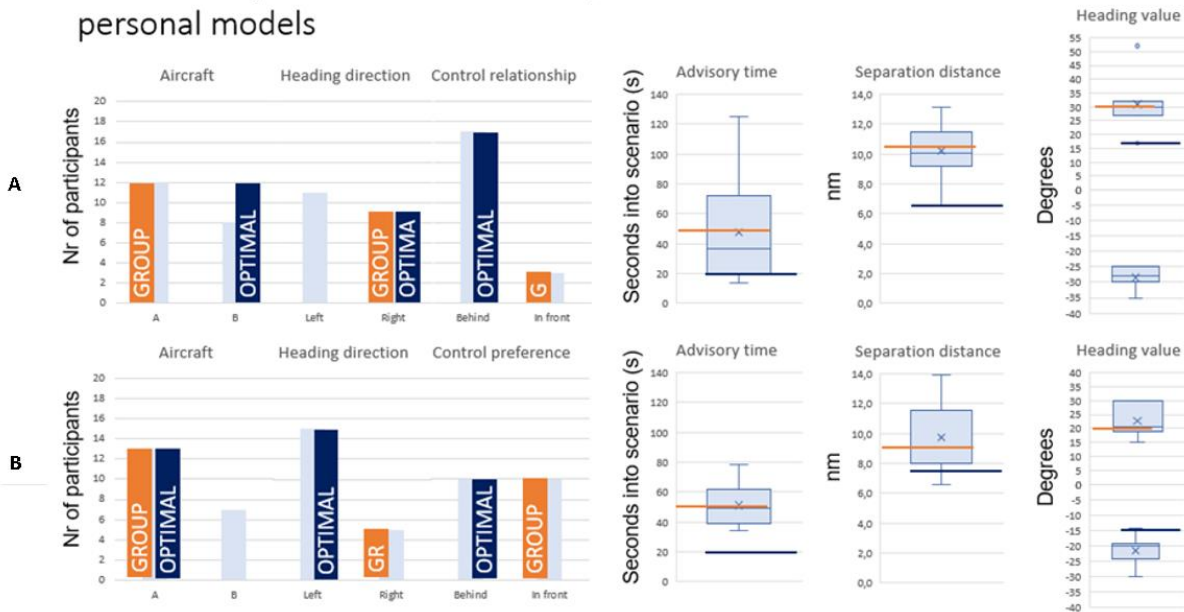 personal models
Aircraft
Heading direction
Control relationship
A
Nr of participants
20
18
16
14
12
10
8
6
4
2
0
GROUP
OPTIMAL
GROUP
OPTIMA
OPTIMAL
G
A
B
Left
Right
Behind
In front
Advisory time
Seconds into scenario (s)
140
120
100
80
60
40
20
0
Separation distance
nm
14,0
12,0
10,0
8,0
6,0
4,0
2,0
0,0
Heading value
Degrees
55
50
45
40
35
30
25
20
15
10
5
0
-5
-10
-15
-20
-25
-30
-35
-40
Aircraft
Heading direction
Control preference
B
Nr of participants
20
18
16
14
12
10
8
6
4
2
0
GROUP
OPTIMAL
OPTIMAL
GR
OPTIMAL
GROUP
A
B
Left
Right
Behind
In front
Advisory time
Seconds into scenario (s)
140
120
100
80
60
40
20
0
Separation distance
nm
14,0
12,0
10,0
8,0
6,0
4,0
2,0
0,0
Heading value
Degrees
40
35
30
25
20
15
10
5
0
-5
-10
-15
-20
-25
-30
-35
-40